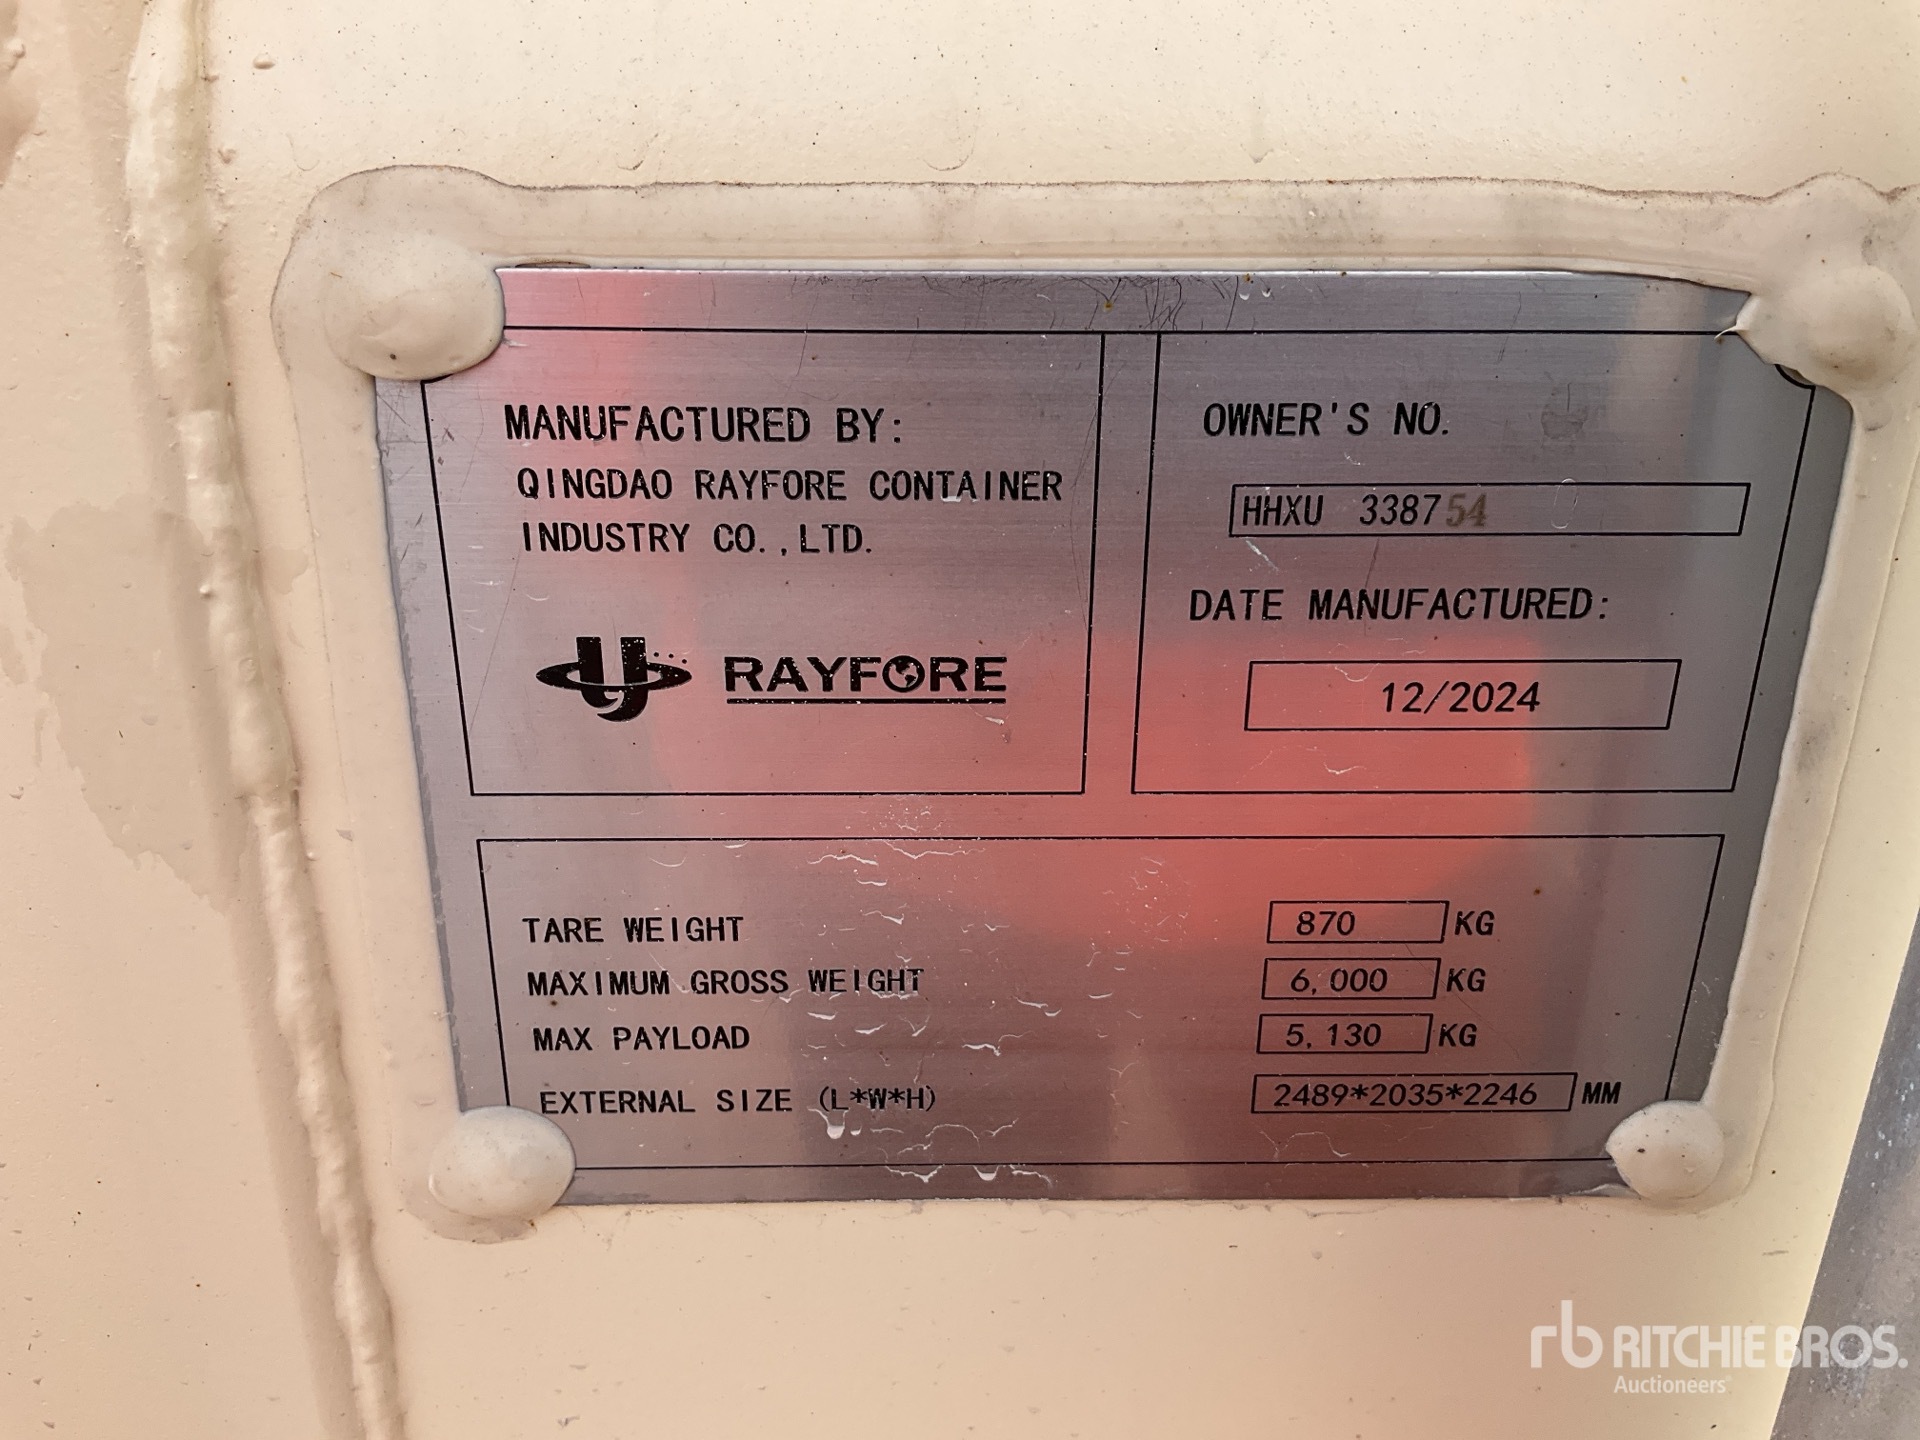 MANUFACTURED BY:
QINGDAO RAYFORE CONTAINER
INDUSTRY CO.,LTD.
RAYFORE
OWNER'S NO.
HHXU 338754
DATE MANUFACTURED:
12/2024
TARE WEIGHT 870 KG
MAXIMUM GROSS WEIGHT 6,000 KG
MAX PAYLOAD 5,130 KG
EXTERNAL SIZE (L*W*H) 2489*2035*2246 MM
rb RITCHIE BROS.
Auctioneers